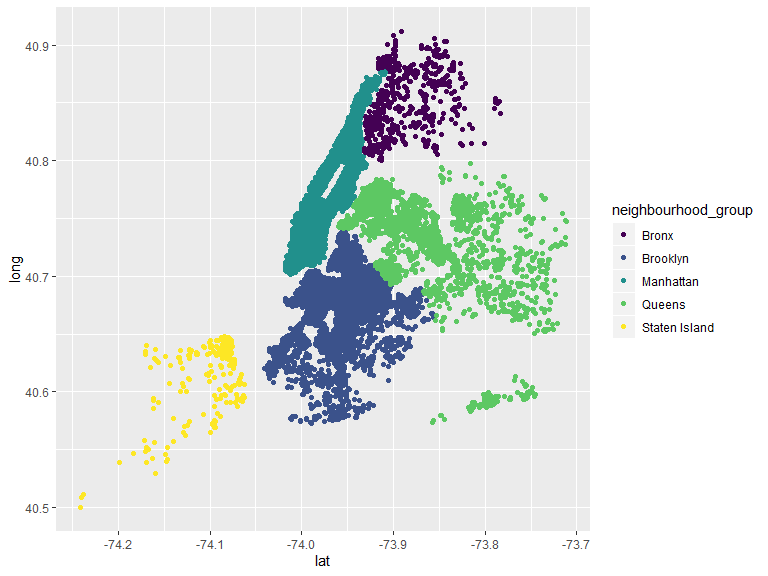 long
40.9
40.8
40.7
40.6
40.5
-74.2
-74.1
-74.0
-73.9
-73.8
-73.7
lat
neighbourhood_group
Bronx
Brooklyn
Manhattan
Queens
Staten Island